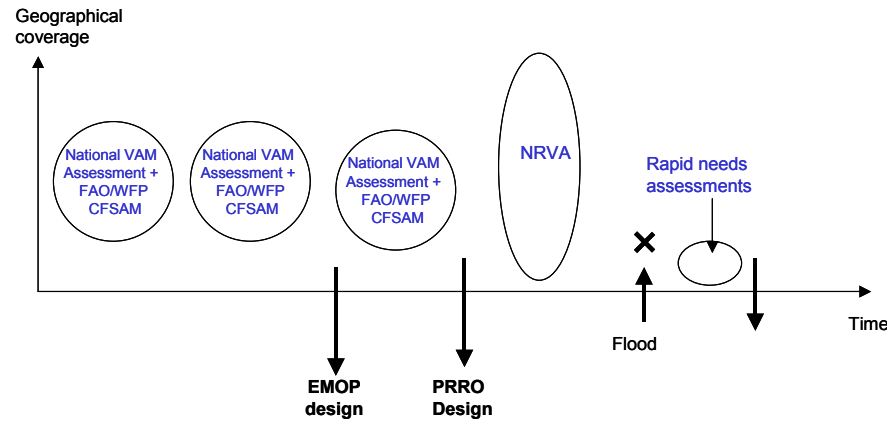 Geographical
coverage
National VAM
Assessment +
FAO/WFP
CFSAM
National VAM
Assessment +
FAO/WFP
CFSAM
National VAM
Assessment +
FAO/WFP
CFSAM
NRVA
Rapid needs
assessments
Time
Flood
EMOP
design
PRRO
Design